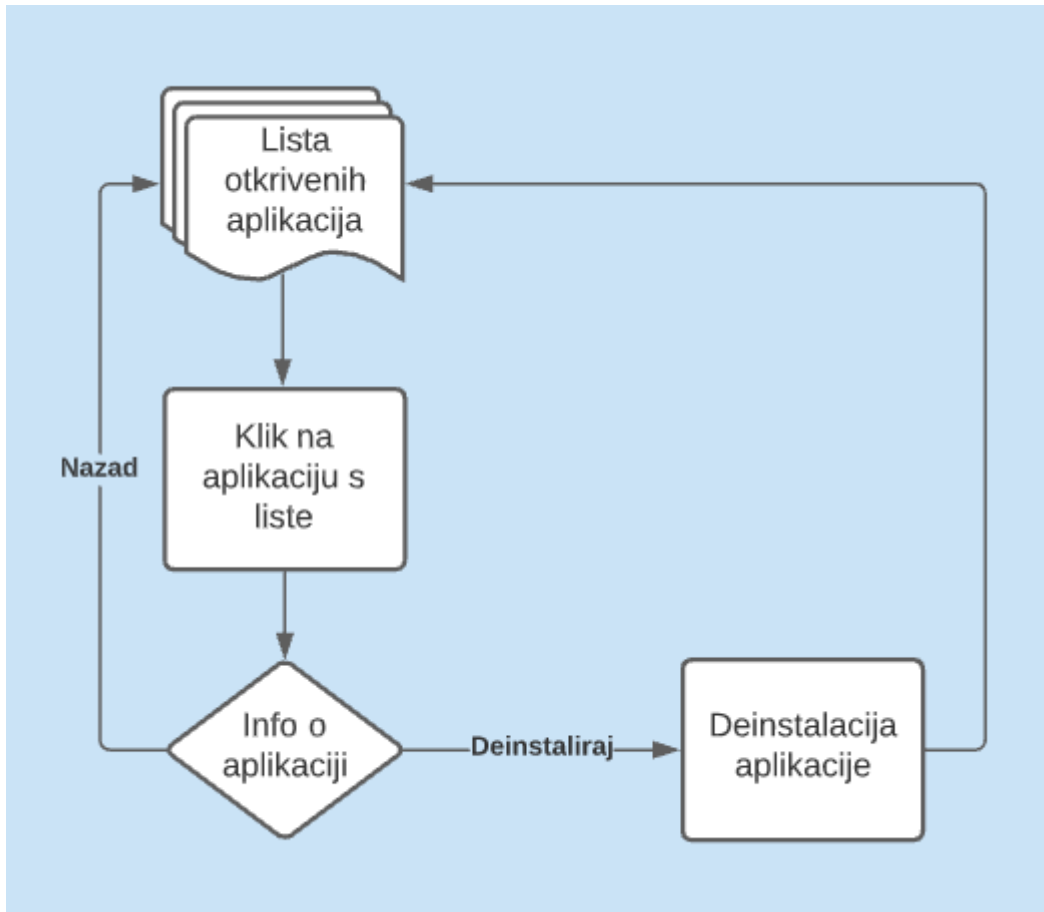 Lista
otkrivenih
aplikacija
Klik na
aplikaciju s
liste
Nazad
Info o
aplikaciji
Deinstaliraj
Deinstalacija
aplikacije